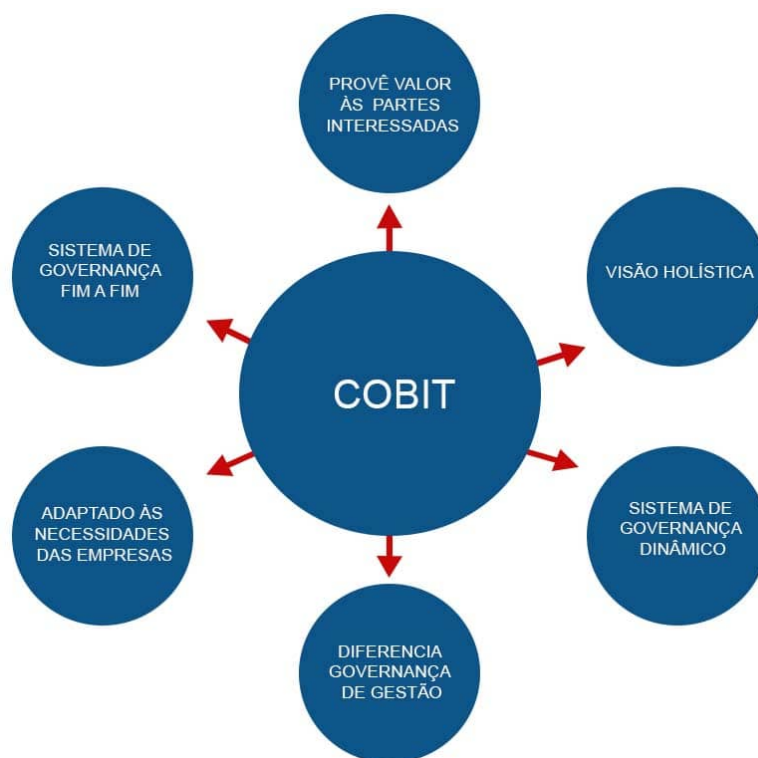 PROVÊ VALOR
ÀS PARTES
INTERESSADAS
VISÃO HOLÍSTICA
SISTEMA DE
GOVERNANÇA
DINÂMICO
DIFERENCIA
GOVERNANÇA
DE GESTÃO
ADAPTADO ÀS
NECESSIDADES
DAS EMPRESAS
SISTEMA DE
GOVERNANÇA
FIM A FIM
COBIT